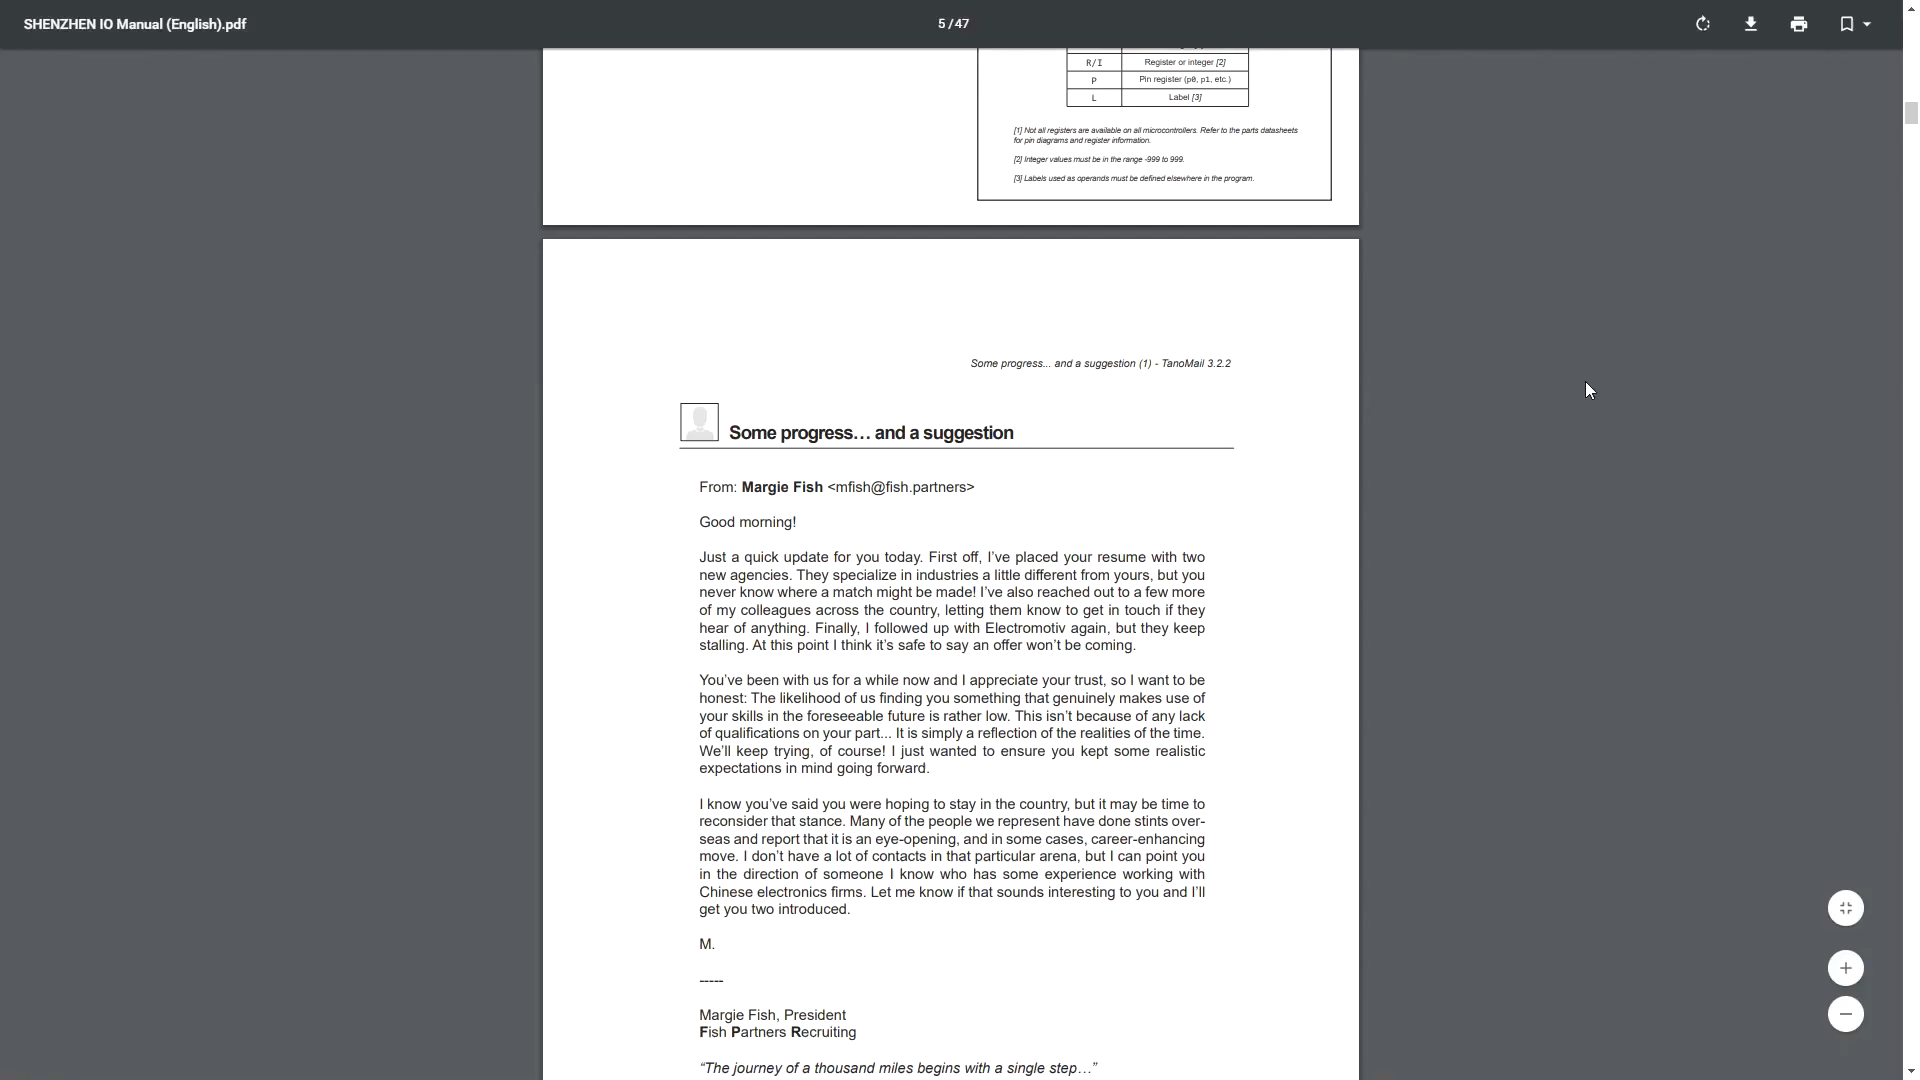 SHENZHEN IO Manual (English).pdf
5 / 47
R/I Register or integer [2]
P Pin register (p0, p1, etc.)
L Label [3]
[1] Not all registers are available on all microcontrollers. Refer to the parts datasheets
for pin diagrams and register information.
[2] Integer values must be in the range -999 to 999.
[3] Labels used as operands must be defined elsewhere in the program.
Some progress... and a suggestion (1) - TanoMail 3.2.2
Some progress… and a suggestion
From: Margie Fish <mfish@fish.partners>
Good morning!
Just a quick update for you today. First off, I’ve placed your resume with two
new agencies. They specialize in industries a little different from yours, but you
never know where a match might be made! I’ve also reached out to a few more
of my colleagues across the country, letting them know to get in touch if they
hear of anything. Finally, I followed up with Electromotiv again, but they keep
stalling. At this point I think it’s safe to say an offer won’t be coming.
You’ve been with us for a while now and I appreciate your trust, so I want to be
honest: The likelihood of us finding you something that genuinely makes use of
your skills in the foreseeable future is rather low. This isn’t because of any lack
of qualifications on your part... It is simply a reflection of the realities of the time.
We’ll keep trying, of course! I just wanted to ensure you kept some realistic
expectations in mind going forward.
I know you’ve said you were hoping to stay in the country, but it may be time to
reconsider that stance. Many of the people we represent have done stints over-
seas and report that it is an eye-opening, and in some cases, career-enhancing
move. I don’t have a lot of contacts in that particular arena, but I can point you
in the direction of someone I know who has some experience working with
Chinese electronics firms. Let me know if that sounds interesting to you and I’ll
get you two introduced.
M.
-----
Margie Fish, President
Fish Partners Recruiting
“The journey of a thousand miles begins with a single step…”